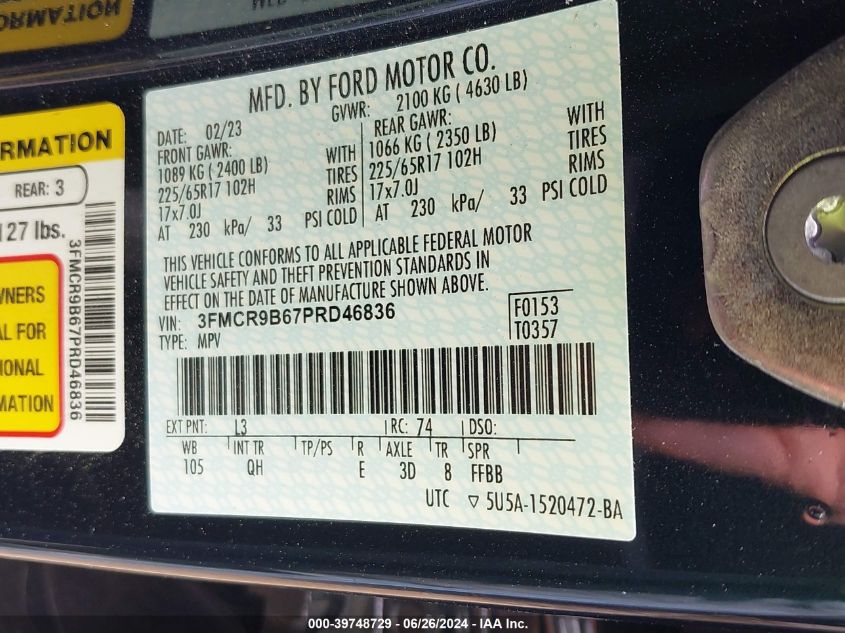 ORMATION
RMATION
REAR: 3
127 lbs.
3FMCR9B67PRD46836
WNERS
AL FOR
IONAL
MATION
MFD. BY FORD MOTOR CO.
DATE: 02/23 GVWR: 2100 KG ( 4630 LB)
FRONT GAWR: WITH REAR GAWR: WITH
1089 KG ( 2400 LB) TIRES 1066 KG ( 2350 LB) TIRES
225/65R17 102H RIMS 225/65R17 102H RIMS
17x7.0J 17x7.0J
AT 230 kPa/ 33 PSI COLD AT 230 kPa/ 33 PSI COLD
THIS VEHICLE CONFORMS TO ALL APPLICABLE FEDERAL MOTOR
VEHICLE SAFETY AND THEFT PREVENTION STANDARDS IN
EFFECT ON THE DATE OF MANUFACTURE SHOWN ABOVE.
VIN: 3FMCR9B67PRD46836 F0153
TYPE: MPV T0357
EXT PNT: L3 RC: 74 DSO:
WB INT TR TP/PS R AXLE TR SPR
105 QH E 3D 8 FFBB
UTC ▽ 5U5A-1520472-BA
000-39748729 - 06/26/2024 - IAA, Inc.